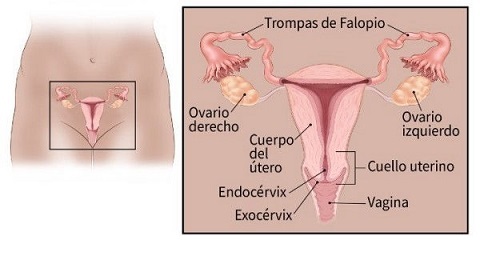 Trompas de Falopio
Ovario
derecho
Ovario
izquierdo
Cuerpo
del
útero
Cuello uterino
Endocérvix
Exocérvix
Vagina